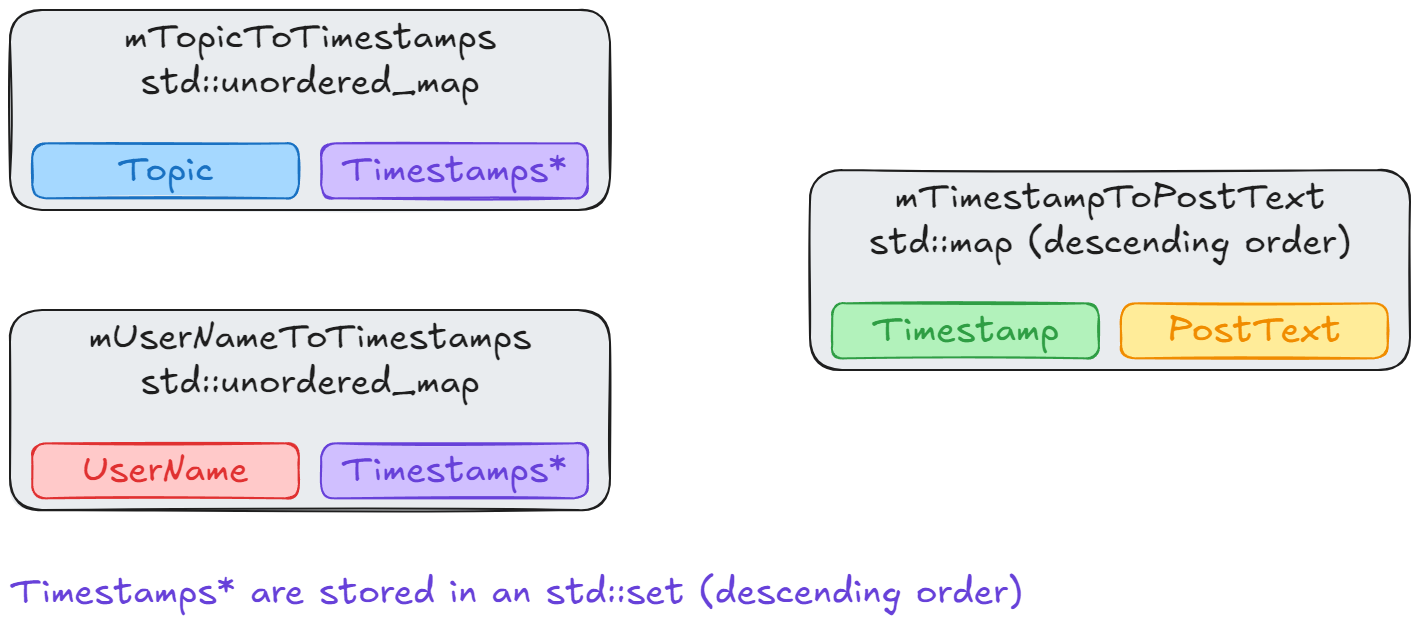 mTopicToTimestamps
std::unordered_map
Topic
Timestamps*
mTimestampToPostText
std::map (descending order)
Timestamp
PostText
mUserNameToTimestamps
std::unordered_map
UserName
Timestamps*
Timestamps* are stored in an std::set (descending order)